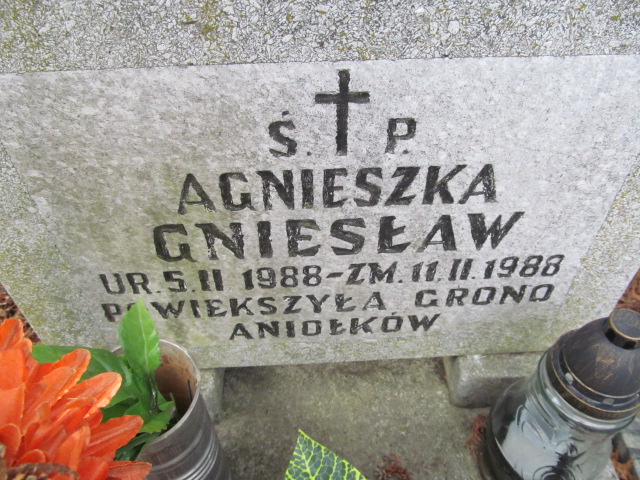 Ś. P.
AGNIESZKA
GNIESŁAW
UR. 5.II 1988 - ZM. 11.II.1988
POWIEKSZYŁA GRONO
ANIOŁKÓW